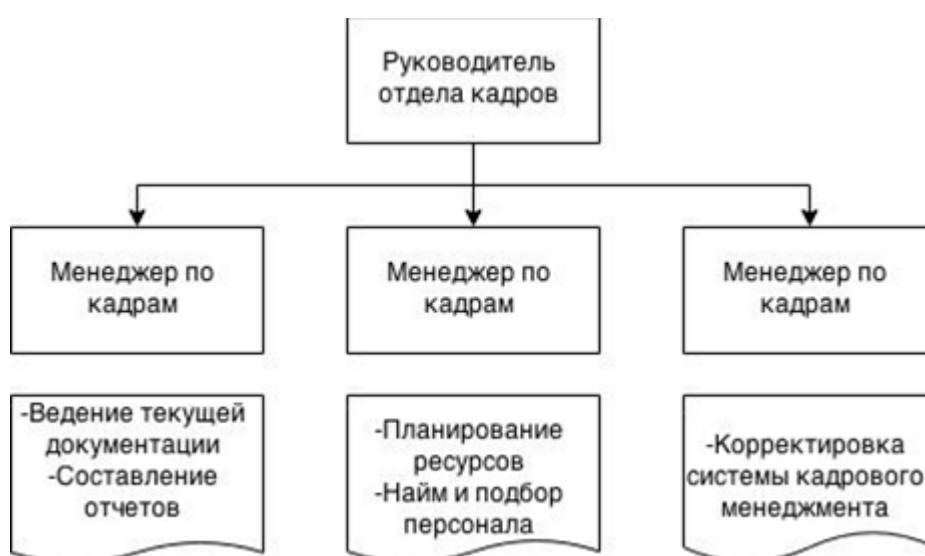 Руководитель
отдела кадров
Менеджер по
кадрам
Менеджер по
кадрам
Менеджер по
кадрам
-Ведение текущей
документации
-Составление
отчетов
-Планирование
ресурсов
-Найм и подбор
персонала
-Корректировка
системы кадрового
менеджмента